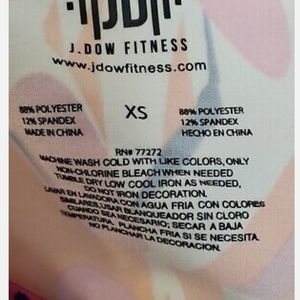 J. DOW FITNESS
www.jdowfitness.com
XS
88% POLYESTER
12% SPANDEX
MADE IN CHINA
88% POLYESTER
12% SPANDEX
HECHO EN CHINA
RN# 77272
MACHINE WASH COLD WITH LIKE COLORS, ONLY
NON-CHLORINE BLEACH WHEN NEEDED
TUMBLE DRY LOW COOL IRON AS NEEDED,
DO NOT IRON DECORATION.
LAVAR EN LAVADORA CON AGUA FRIA CON COLORES
SIMILARES, USAR BLANQUEADOR SIN CLORO
CUANDO SEA NECESARIO; SECAR A BAJA
TEMPERATURA, PLANCHA FRIA SI SE NECESITA.
NO PLANCHAR LA DECORACION.